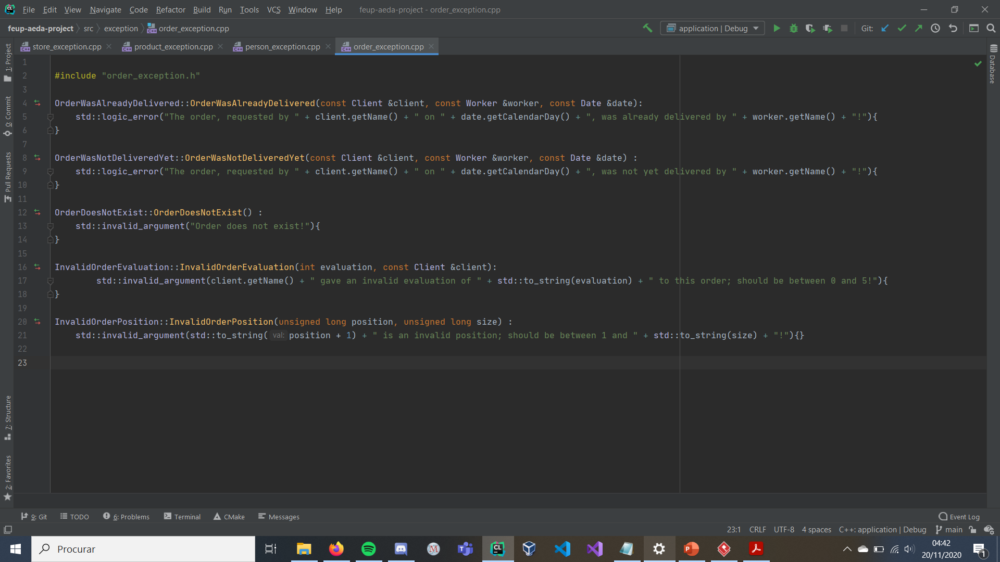 File Edit View Navigate Code Refactor Build Run Tools VCS Window Help feup-aeda-project - order_exception.cpp
feup-aeda-project src exception order_exception.cpp application | Debug Git:
store_exception.cpp product_exception.cpp person_exception.cpp order_exception.cpp
1: Project
0: Commit
Pull Requests
7: Structure
2: Favorites
Database
1
2 #include "order_exception.h"
3
4 OrderWasAlreadyDelivered::OrderWasAlreadyDelivered(const Client &client, const Worker &worker, const Date &date):
5 std::logic_error("The order, requested by " + client.getName() + " on " + date.getCalendarDay() + ", was already delivered by " + worker.getName() + "!"){
6 }
7
8 OrderWasNotDeliveredYet::OrderWasNotDeliveredYet(const Client &client, const Worker &worker, const Date &date) :
9 std::logic_error("The order, requested by " + client.getName() + " on " + date.getCalendarDay() + ", was not yet delivered by " + worker.getName() + "!"){
10 }
11
12 OrderDoesNotExist::OrderDoesNotExist() :
13 std::invalid_argument("Order does not exist!"){
14 }
15
16 InvalidOrderEvaluation::InvalidOrderEvaluation(int evaluation, const Client &client):
17 std::invalid_argument(client.getName() + " gave an invalid evaluation of " + std::to_string(evaluation) + " to this order; should be between 0 and 5!"){
18 }
19
20 InvalidOrderPosition::InvalidOrderPosition(unsigned long position, unsigned long size) :
21 std::invalid_argument(std::to_string( val: position + 1) + " is an invalid position; should be between 1 and " + std::to_string(size) + "!"){}
22
23
9: Git TODO 6: Problems Terminal CMake Messages Event Log
23:1 CRLF UTF-8 4 spaces C++: application | Debug main
Procurar
04:42
20/11/2020
1